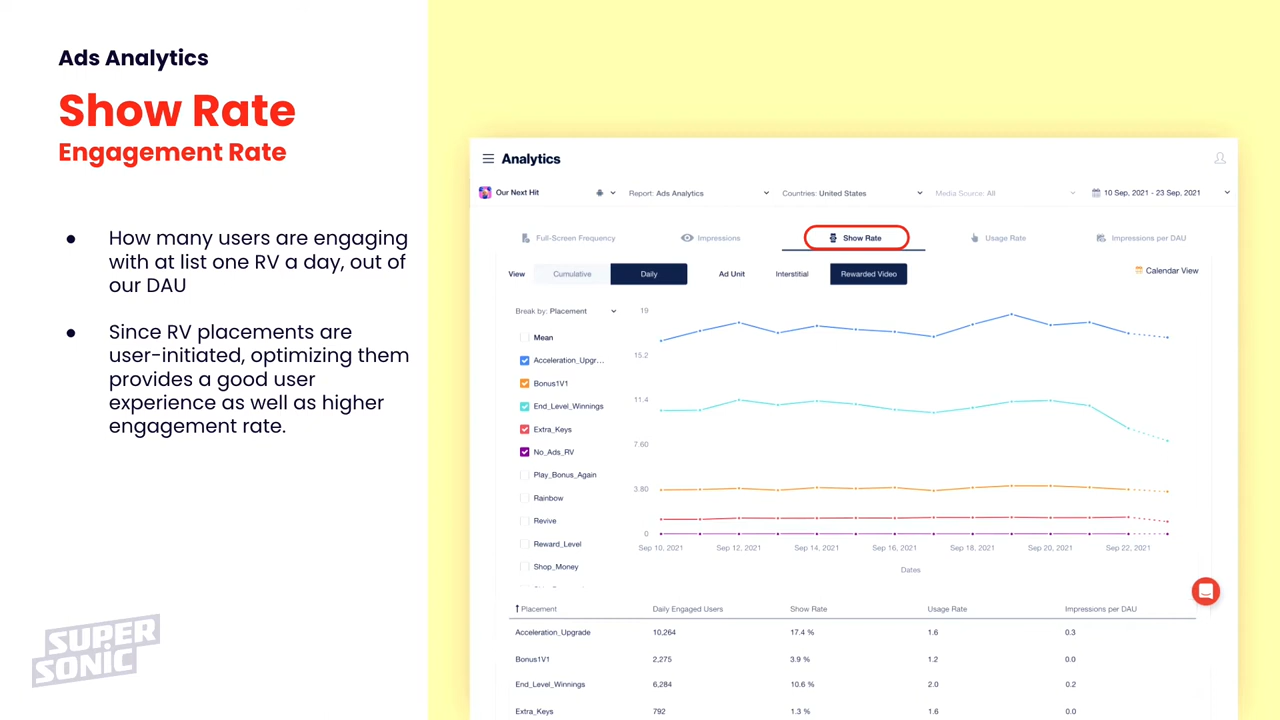 Ads Analytics
Show Rate
Engagement Rate
● How many users are engaging
with at list one RV a day, out of
our DAU
● Since RV placements are
user-initiated, optimizing them
provides a good user
experience as well as higher
engagement rate.
SUPER
SONIC
Analytics
Our Next Hit
Report: Ads Analytics
Countries: United States
Media Source: All
10 Sep, 2021 - 23 Sep, 2021
Full-Screen Frequency
Impressions
Show Rate
Usage Rate
Impressions per DAU
View
Cumulative
Daily
Ad Unit
Interstitial
Rewarded Video
Calendar View
Break by: Placement
Mean
Acceleration_Upgr...
Bonus1V1
End_Level_Winnings
Extra_Keys
No_Ads_RV
Play_Bonus_Again
Rainbow
Revive
Reward_Level
Shop_Money
19
15.2
11.4
7.60
3.80
0
Sep 10, 2021
Sep 12, 2021
Sep 14, 2021
Sep 16, 2021
Sep 18, 2021
Sep 20, 2021
Sep 22, 2021
Dates
Placement Daily Engaged Users Show Rate Usage Rate Impressions per DAU
Acceleration_Upgrade 10,264 17.4 % 1.6 0.3
Bonus1V1 2,275 3.9 % 1.2 0.0
End_Level_Winnings 6,284 10.6 % 2.0 0.2
Extra_Keys 792 1.3 % 1.6 0.0